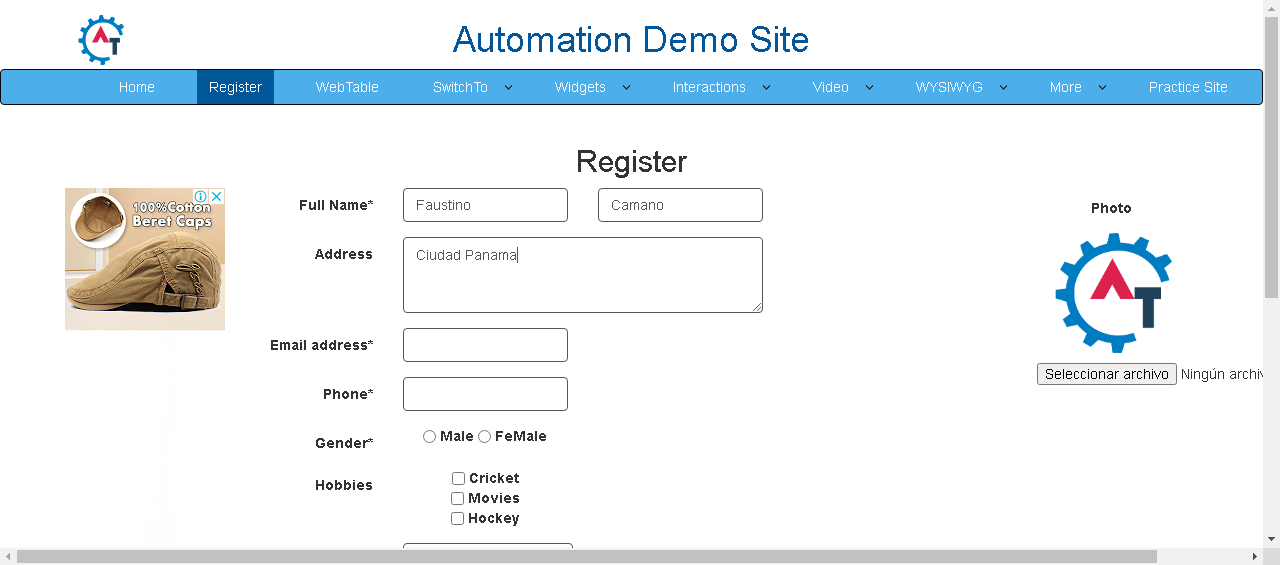 Automation Demo Site
Home Register WebTable SwitchTo Widgets Interactions Video WYSIWYG More Practice Site
Register
100% Cotton
Beret Caps
Full Name* Faustino Camano
Photo
Address Ciudad Panama
Email address*
Seleccionar archivo Ningún archiv
Phone*
Gender* Male FeMale
Hobbies Cricket
Movies
Hockey